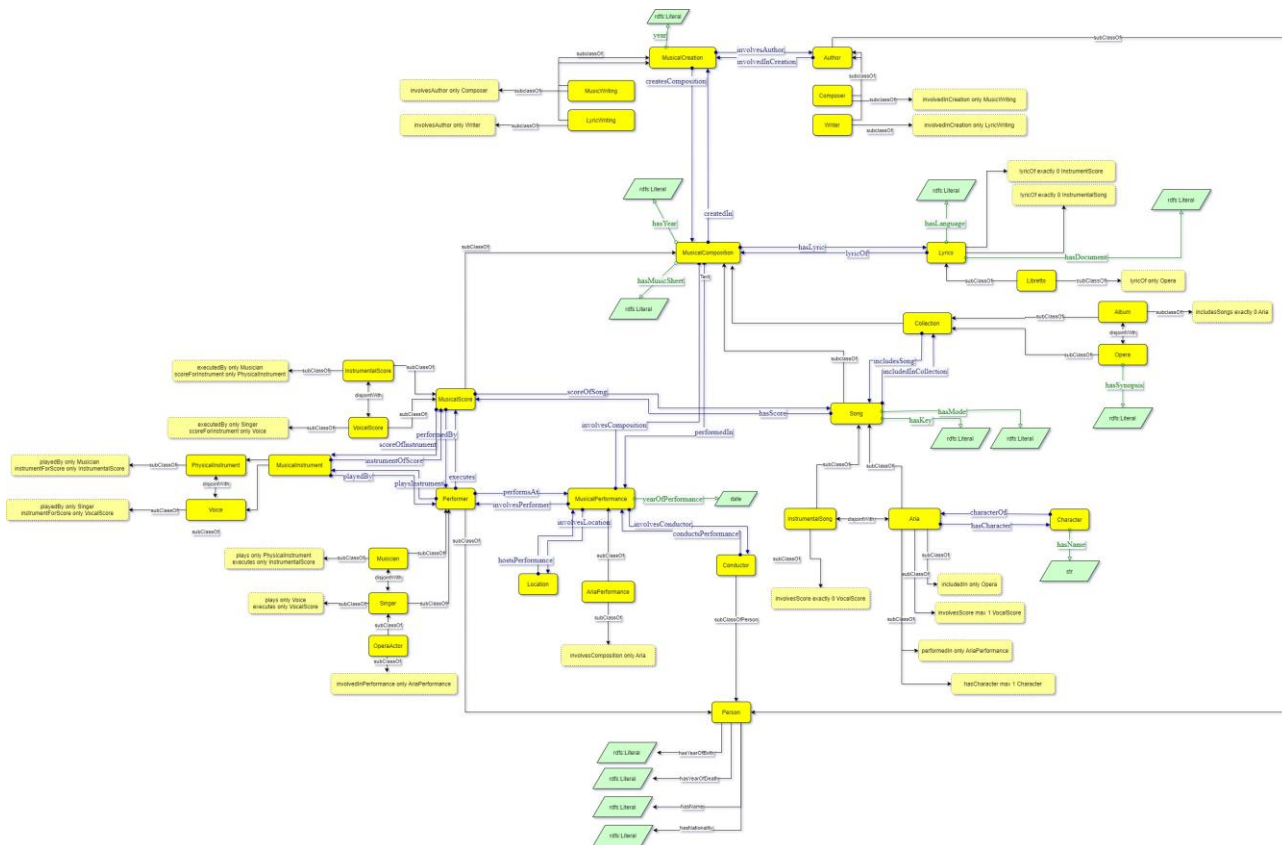 rdfs:Literal
year
subClassOf
MusicalCreation
involvesAuthor
involvedInCreation
Author
subclassOf
subclassOf
createsComposition
involvesAuthor only Composer
subclassOf
MusicWriting
Composer
subclassOf
involvedInCreation only MusicWriting
involvesAuthor only Writer
subclassOf
LyricWriting
Writer
subclassOf
involvedInCreation only LyricWriting
lyricOf exactly 0 InstrumentScore
rdfs:Literal
rdfs:Literal
lyricOf exactly 0 InstrumentalSong
rdfs:Literal
hasYear
createdIn
hasLanguage
subClassOf
MusicalComposition
hasLyric
lyricOf
Lyrics
hasDocument
hasMusicSheet
Text
subClassOf
Libretto
subClassOf
lyricOf only Opera
rdfs:Literal
Collection
subClassOf
Album
subclassOf
includesSongs exactly 0 Aria
disjointWith
subClassOf
Opera
includesSong
includedInCollection
subClassOf
hasSynopsis
executedBy only Musician
scoreForInstrument only PhysicalInstrument
subClassOf
InstrumentalScore
subClassOf
disjointWith
MusicalScore
scoreOfSong
hasScore
Song
hasMode
hasKey
rdfs:Literal
rdfs:Literal
rdfs:Literal
executedBy only Singer
scoreForInstrument only Voice
subClassOf
VoiceScore
subClassOf
performedBy
scoreOfInstrument
involvesComposition
performedIn
playedBy only Musician
instrumentForScore only InstrumentalScore
subClassOf
PhysicalInstrument
MusicalInstrument
instrumentOfScore
playedBy
executes
subClassOf
disjointWith
playsInstrument
Performer
performsAt
involvesPerformer
MusicalPerformance
yearOfPerformance
date
subClassOf
playedBy only Singer
instrumentForScore only VocalScore
subClassOf
Voice
subClassOf
involvesLocation
involvesConductor
conductsPerformance
InstrumentalSong
disjointWith
Aria
characterOf
hasCharacter
Character
hasName
str
plays only PhysicalInstrument
executes only InstrumentalScore
subClassOf
Musician
subClassOf
subClassOf
hostsPerformance
Location
subClassOf
AriaPerformance
Conductor
subClassOf
subClassOf
subClassOf
includedIn only Opera
disjointWith
plays only Voice
executes only VocalScore
subClassOf
Singer
subClassOf
involvesScore exactly 0 VocalScore
involvesScore max 1 VocalScore
subClassOf
subClassOfPerson
subClassOf
OperaActor
subClassOf
subClassOf
involvesComposition only Aria
performedIn only AriaPerformance
involvedInPerformance only AriaPerformance
hasCharacter max 1 Character
Person
rdfs:Literal
hasYearOfBirth
rdfs:Literal
hasYearOfDeath
rdfs:Literal
hasName
rdfs:Literal
hasNationality